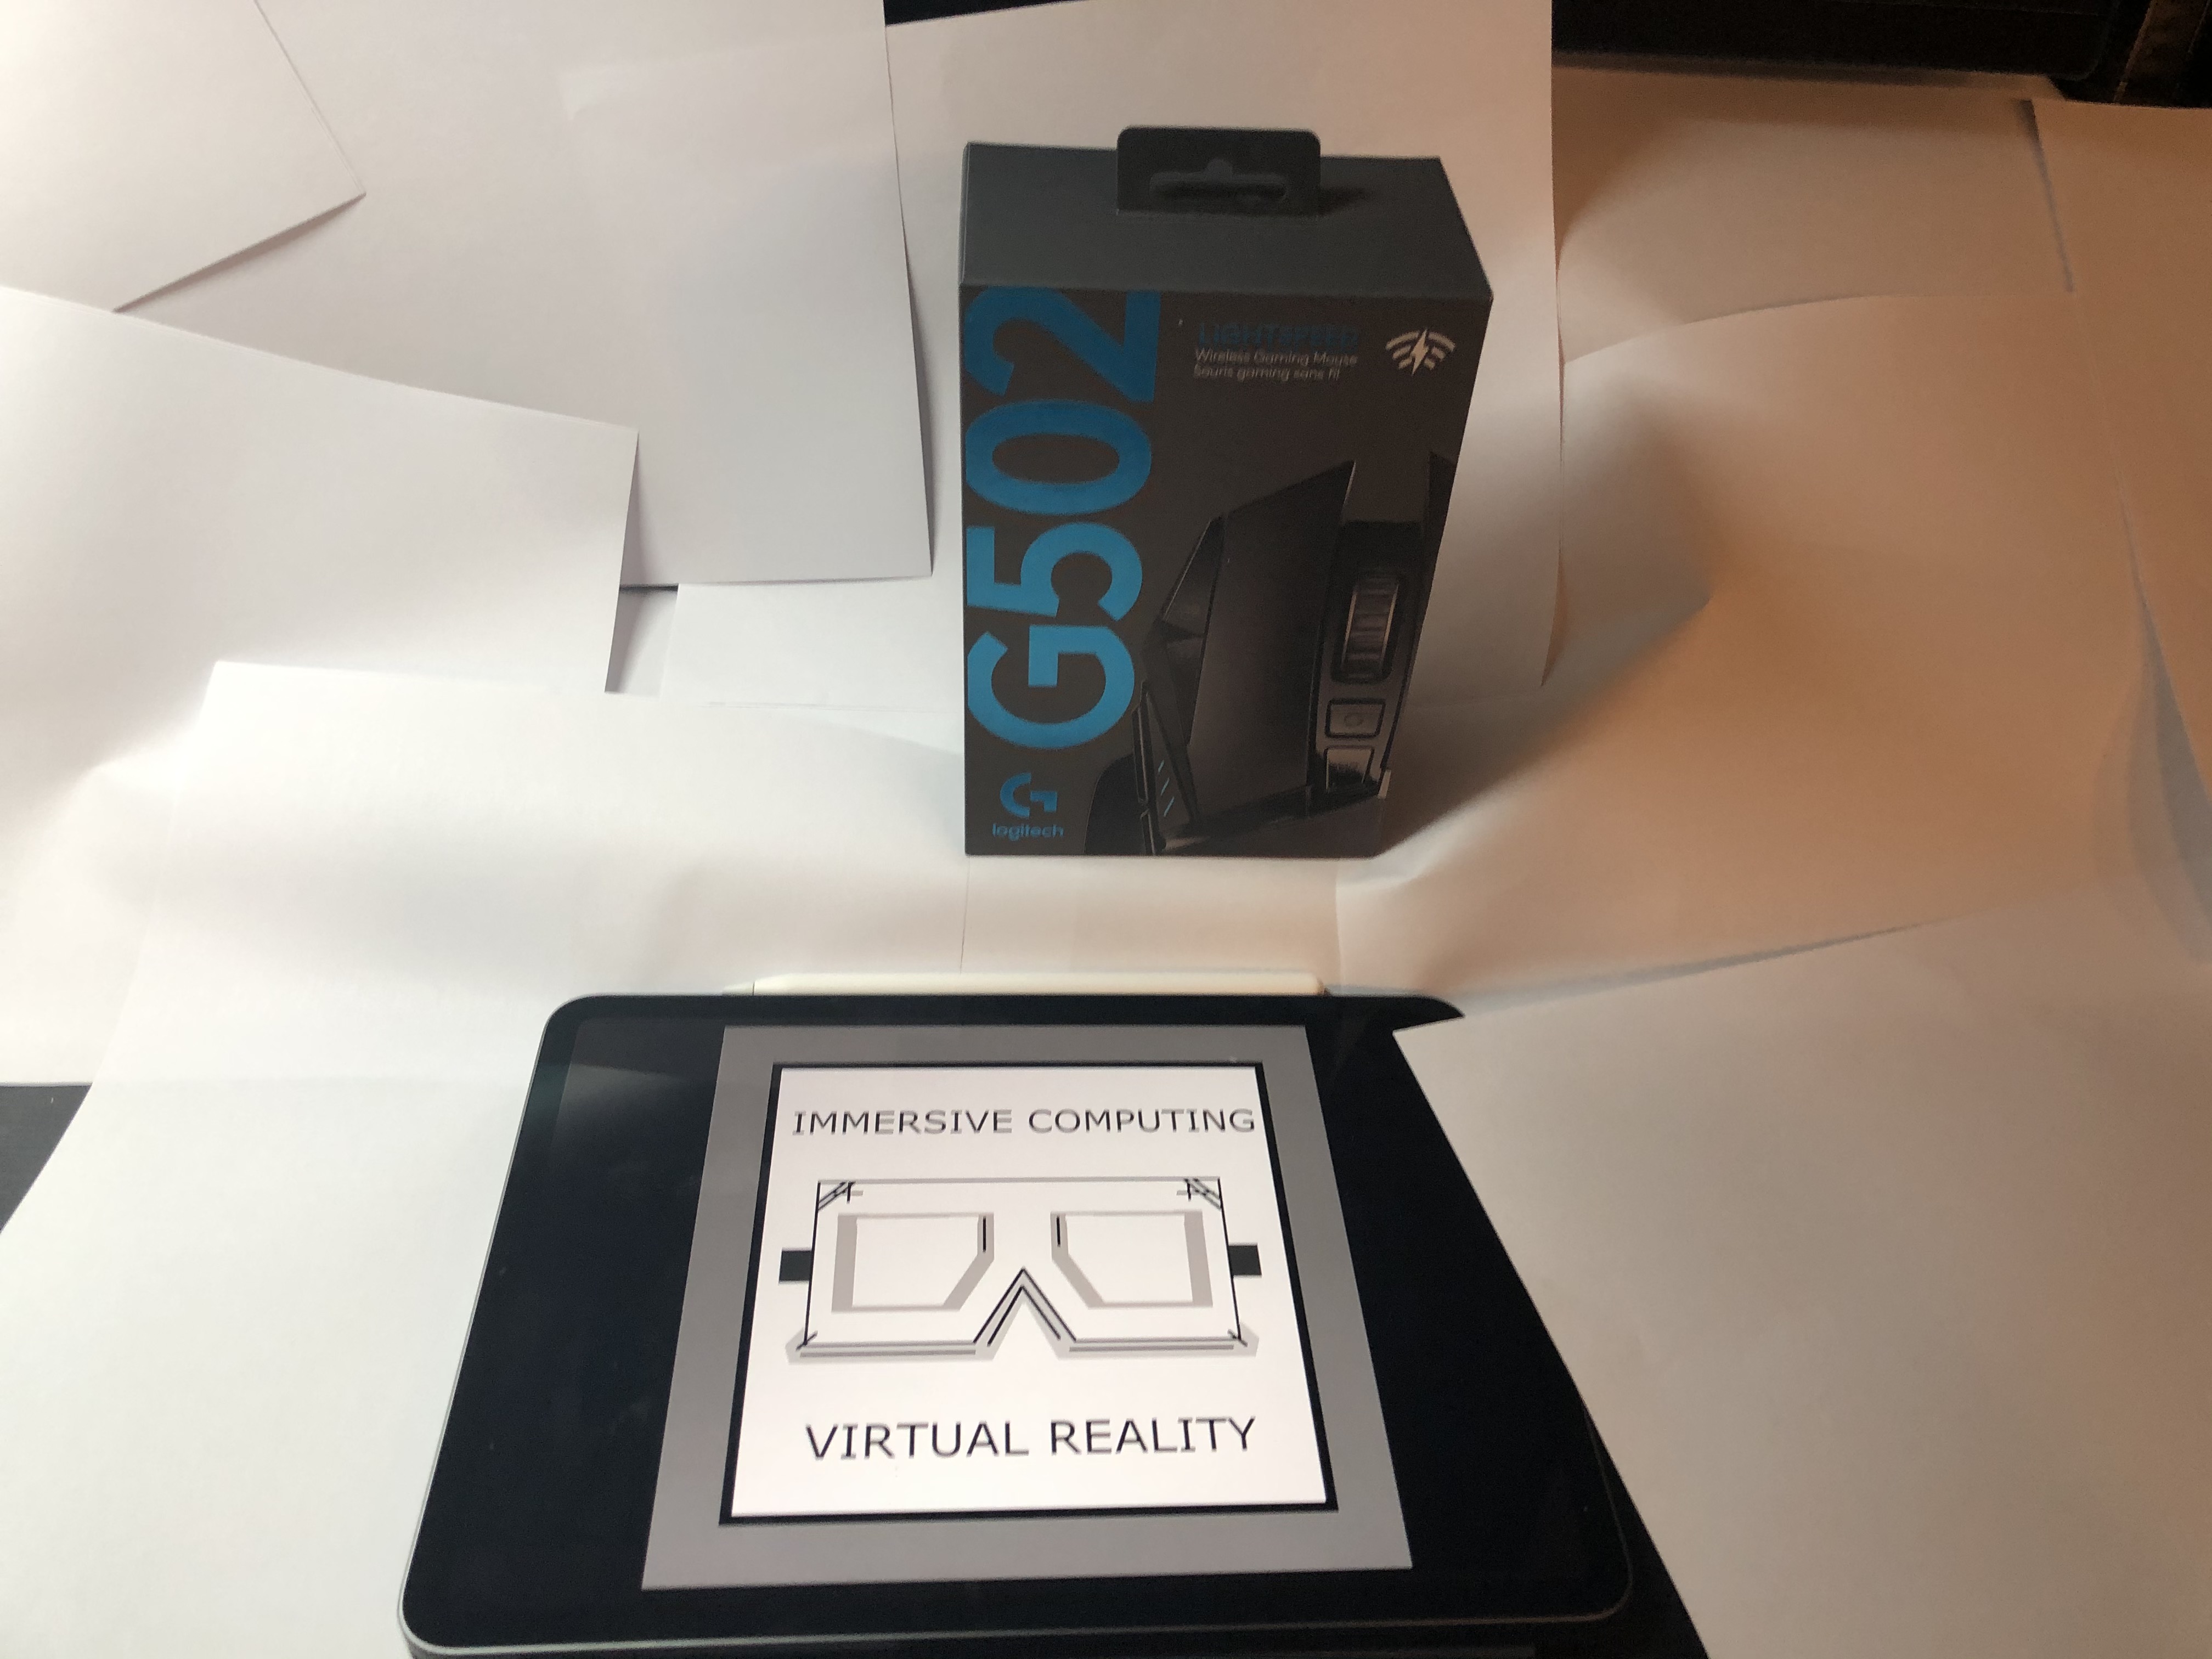 G502
LIGHTSPEED
Wireless Gaming Mouse
Souris gaming sans fil
logitech
IMMERSIVE COMPUTING
VIRTUAL REALITY